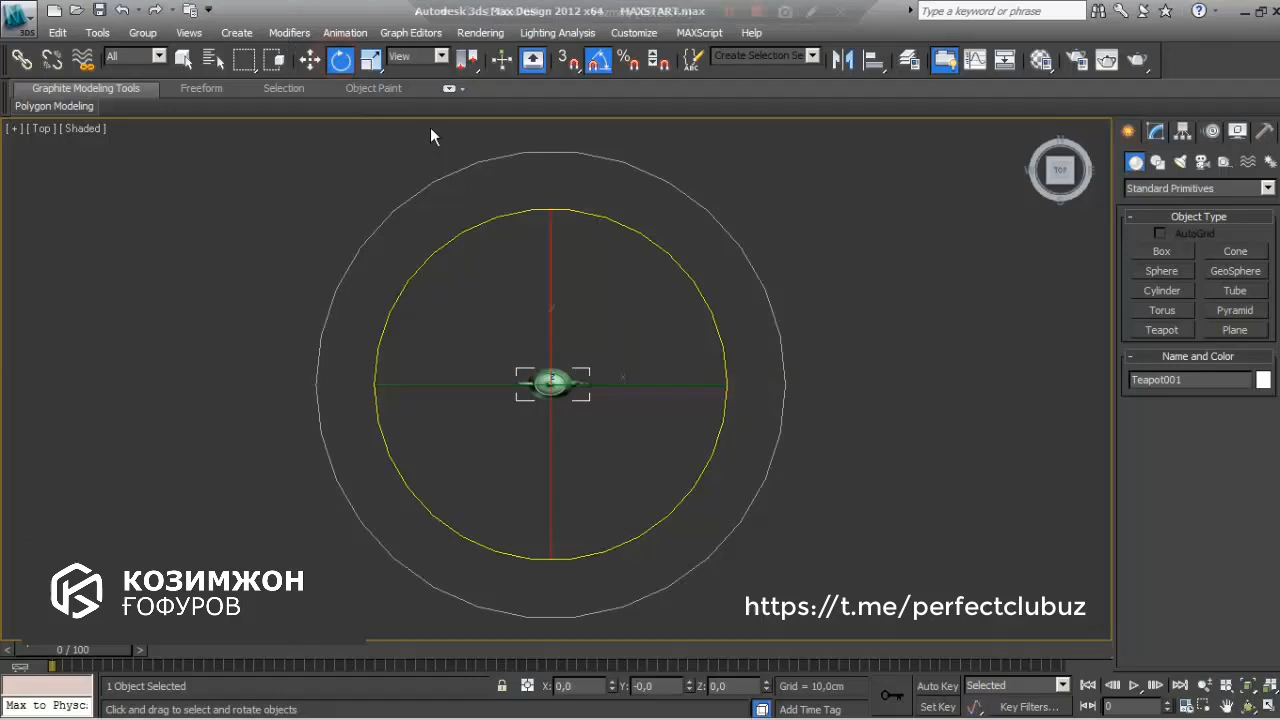 Autodesk 3ds Max Design 2012 x64 MAXSTART.max
Type a keyword or phrase
3DS
Edit Tools Group Views Create Modifiers Animation Graph Editors Rendering Lighting Analysis Customize MAXScript Help
All View 3 Create Selection Se
Graphite Modeling Tools Freeform Selection Object Paint
Polygon Modeling
[ + ] [ Top ] [ Shaded ]
TOP
Standard Primitives
- Object Type
AutoGrid
Box Cone
Sphere GeoSphere
Cylinder Tube
Torus Pyramid
Teapot Plane
- Name and Color
Teapot001
КОЗИМЖОН
ҒОФУРОВ
https://t.me/perfectclubuz
< 0 / 100 >
1 Object Selected X: 0,0 Y: -0,0 Z: 0,0 Grid = 10,0cm Auto Key Selected
Max to Physc Click and drag to select and rotate objects Add Time Tag Set Key Key Filters... 0